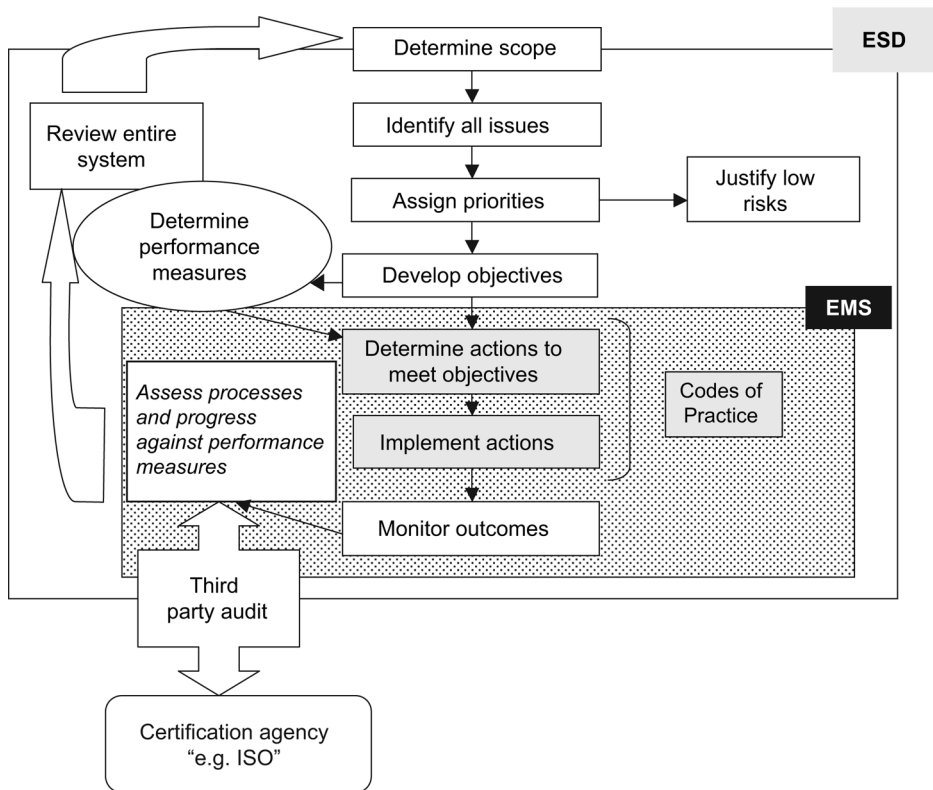 Determine scope
ESD
Identify all issues
Review entire
system
Assign priorities
Justify low
risks
Determine
performance
measures
Develop objectives
EMS
Determine actions to
meet objectives
Codes of
Practice
Assess processes
and progress
against performance
measures
Implement actions
Monitor outcomes
Third
party audit
Certification agency
“e.g. ISO”